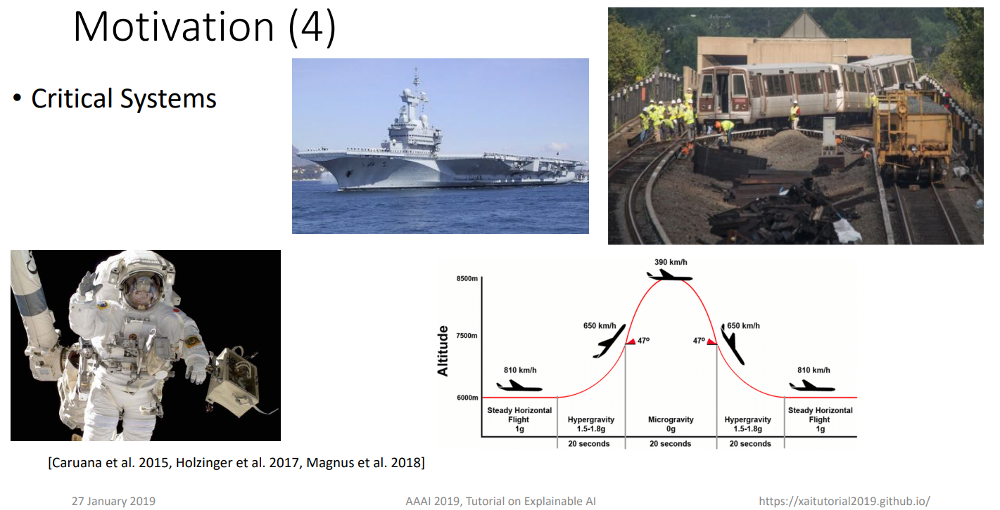 Motivation (4)
• Critical Systems
390 km/h
8500m
650 km/h
650 km/h
7500m
47º
47º
Altitude
810 km/h
810 km/h
6000m
Steady Horizontal
Flight
1g
Hypergravity
1.5-1.8g
Microgravity
0g
Hypergravity
1.5-1.8g
Steady Horizontal
Flight
1g
20 seconds
20 seconds
20 seconds
[Caruana et al. 2015, Holzinger et al. 2017, Magnus et al. 2018]
27 January 2019
AAAI 2019, Tutorial on Explainable AI
https://xaitutorial2019.github.io/